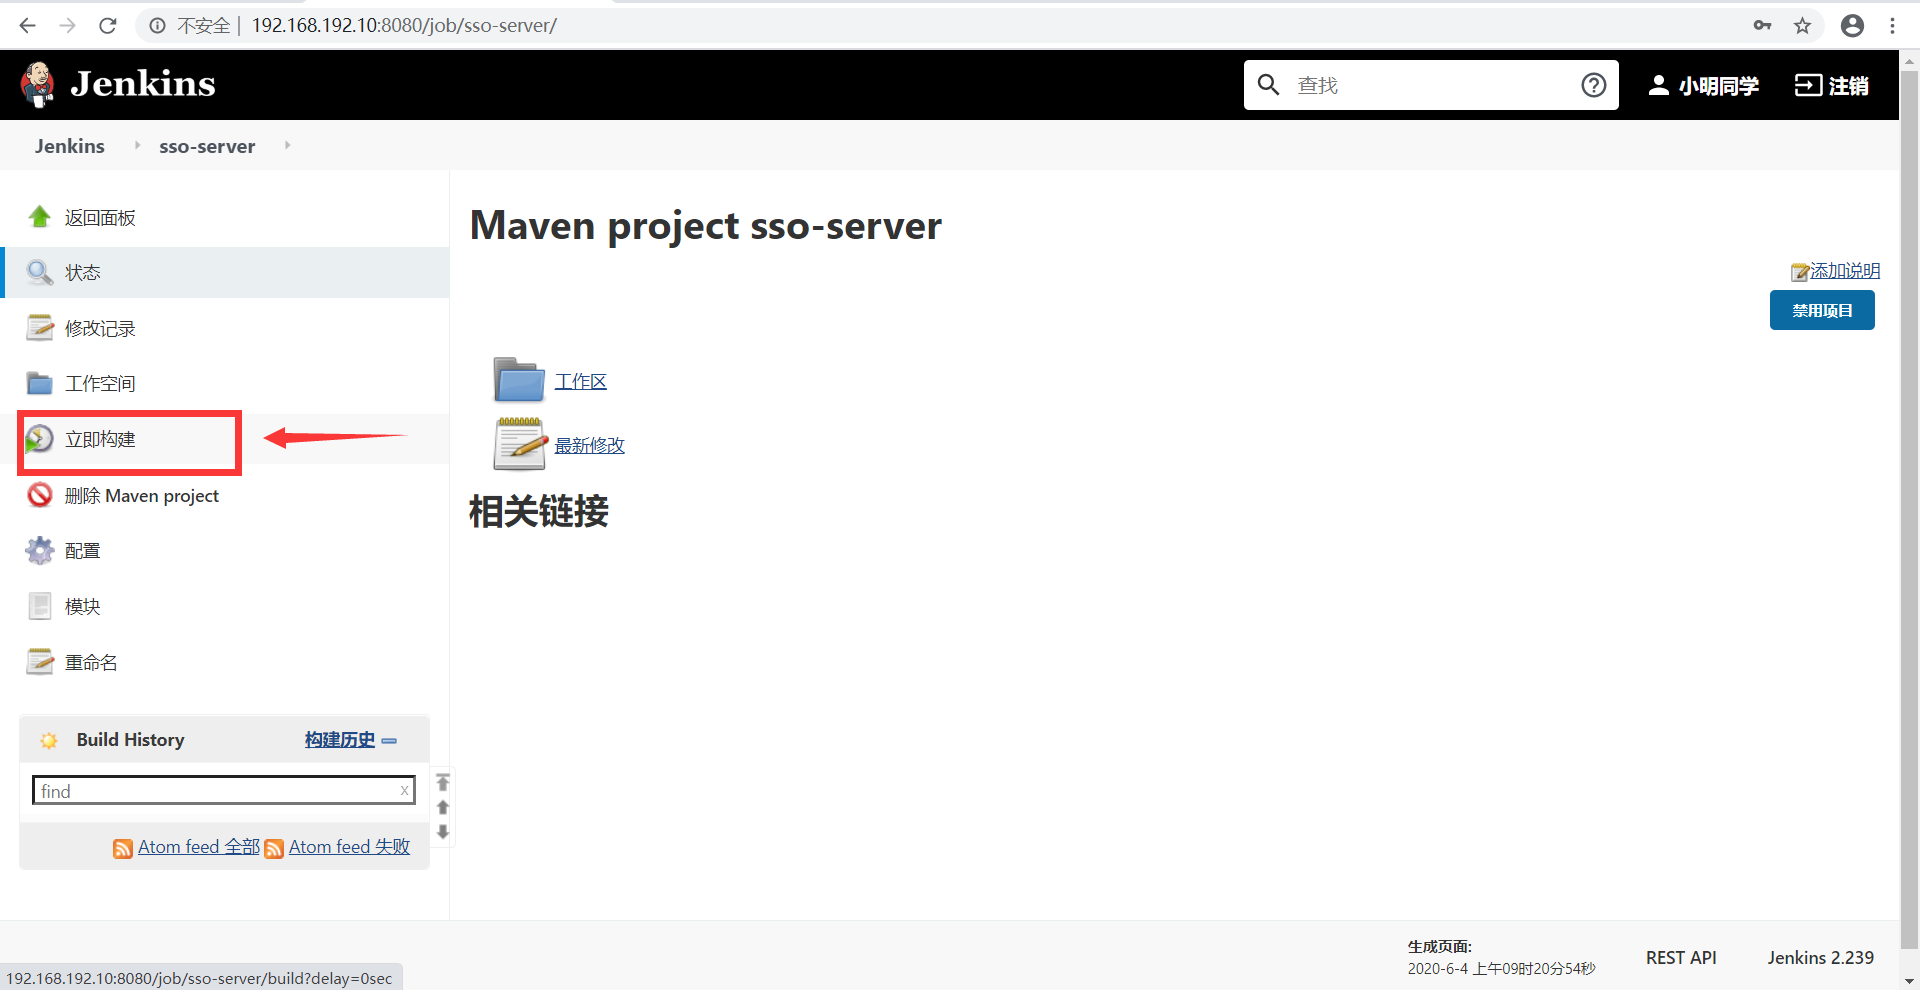 不安全 | 192.168.192.10:8080/job/sso-server/
Jenkins
查找
小明同学
注销
Jenkins
sso-server
返回面板
状态
修改记录
工作空间
立即构建
删除 Maven project
配置
模块
重命名
Build History
构建历史
find
x
Atom feed 全部
Atom feed 失败
Maven project sso-server
添加说明
禁用项目
工作区
最新修改
相关链接
生成页面:
2020-6-4 上午09时20分54秒
REST API
Jenkins 2.239
192.168.192.10:8080/job/sso-server/build?delay=0sec